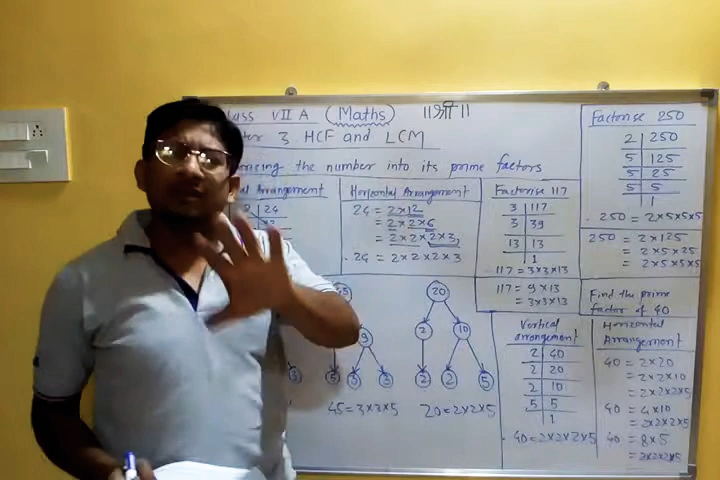 lass VII A (Maths) ॥श्री॥
ter 3 HCF and LCM
the number into its prime factors
Arrangement
2 24
Horizontal Arrangement
24 = 2×12
= 2×2×6
= 2×2×2×3,
. 24 = 2×2×2×3
Factorise 117
3 117
3 39
13 13
1
117 = 3×3×13
117 = 9×13
= 3×3×13
Factorise 250
2 250
5 125
5 25
5 5
1
. 250 = 2×5×5×5
250 = 2×125
= 2×5×25
= 2×5×5×5
9
5 3 3
45 = 3×3×5
20
2 10
2 2 5
20 = 2×2×5
Vertical
arrangement
2 40
2 20
2 10
5 5
1
. 40 = 2×2×2×5
Find the prime
factor of 40
Horizontal
Arrangement
40 = 2×20
= 2×2×10
= 2×2×2×5
40 = 4×10
= 2×2×2×5
40 = 8×5
= 2×2×2×5